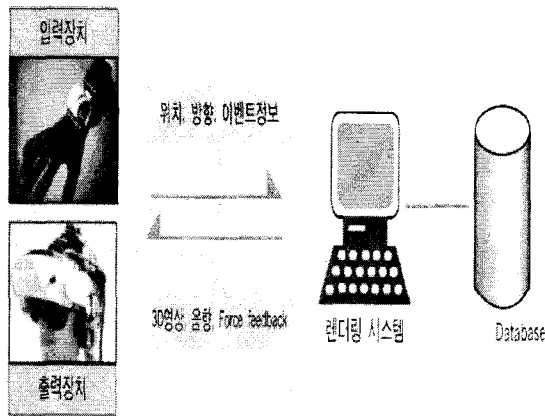 입력장치
위치, 방향, 이벤트정보
3D영상 음향, Force feedback
렌더링 시스템
Database
출력장치